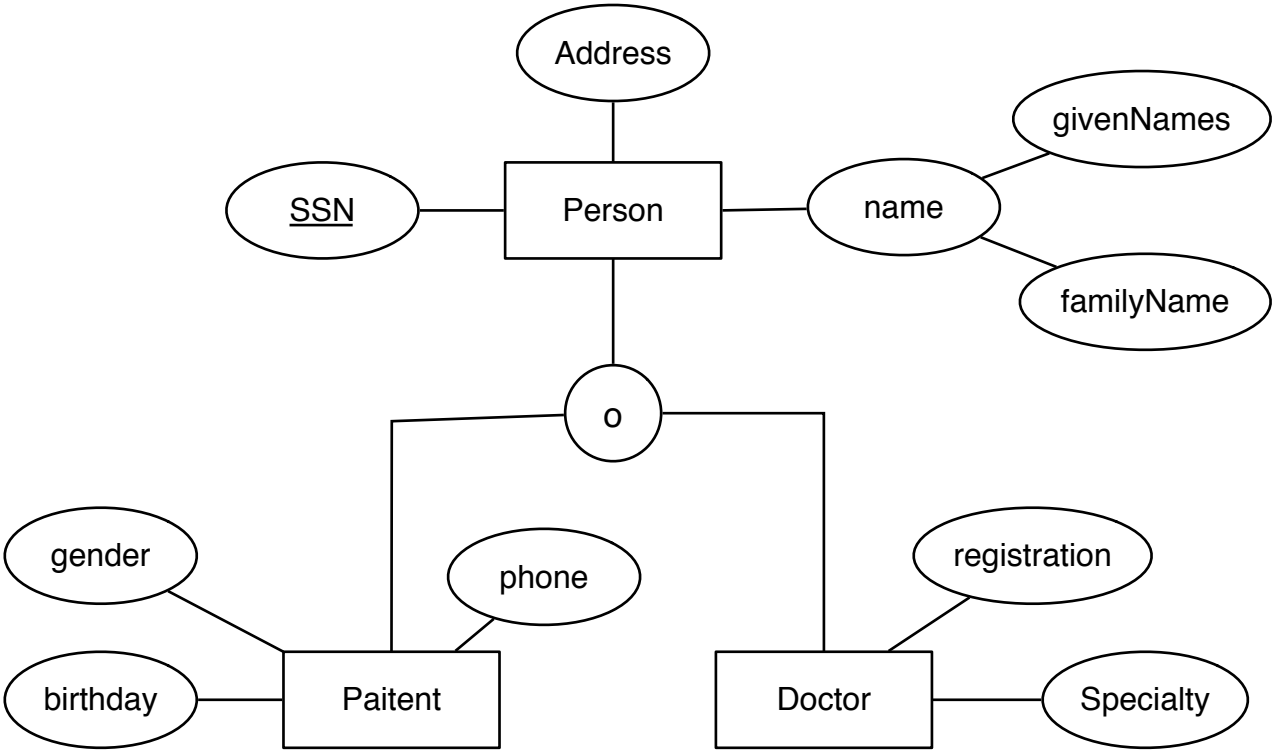 Address
givenNames
SSN
Person
name
familyName
o
gender
phone
registration
birthday
Paitent
Doctor
Specialty